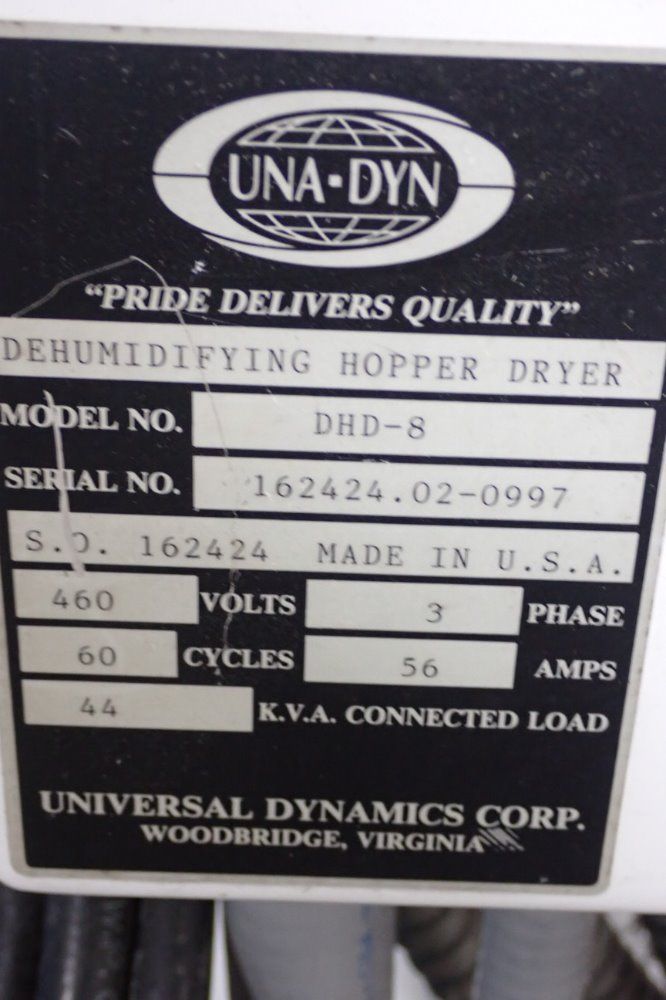 UNA-DYN
“PRIDE DELIVERS QUALITY”
DEHUMIDIFYING HOPPER DRYER
MODEL NO. DHD-8
SERIAL NO. 162424.02-0997
S.O. 162424 MADE IN U.S.A.
460 VOLTS 3 PHASE
60 CYCLES 56 AMPS
44 K.V.A. CONNECTED LOAD
UNIVERSAL DYNAMICS CORP.
WOODBRIDGE, VIRGINIA